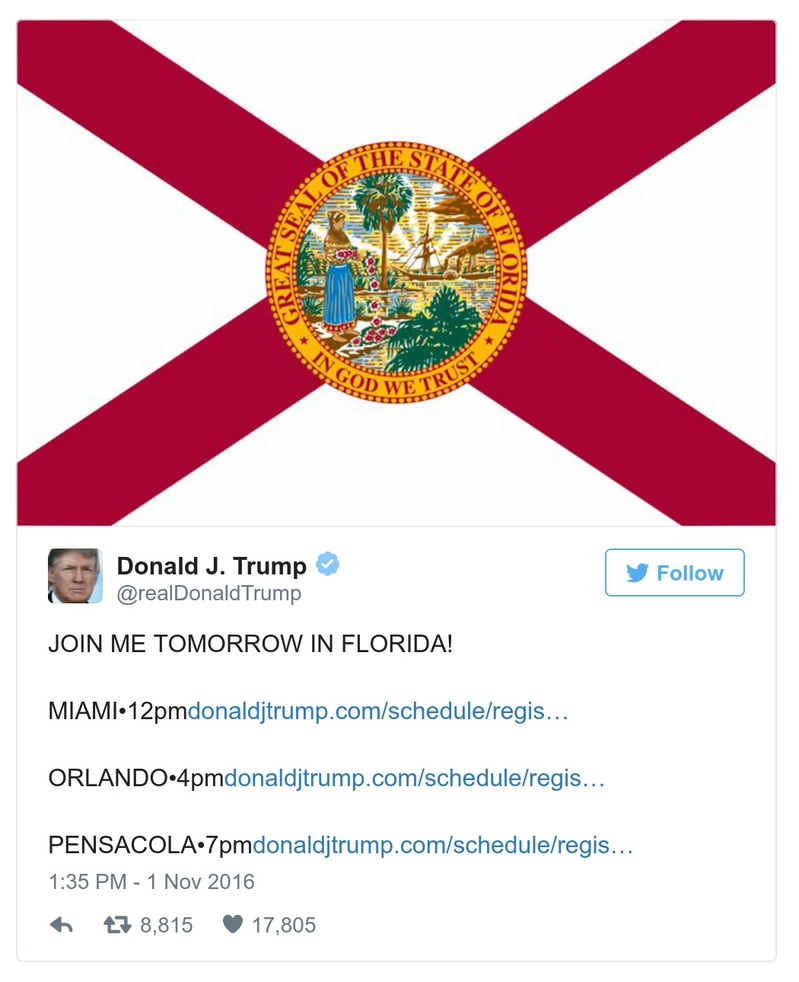 GREAT SEAL OF THE STATE OF FLORIDA
IN GOD WE TRUST
Donald J. Trump
Follow
@realDonaldTrump
JOIN ME TOMORROW IN FLORIDA!
MIAMI•12pmdonaldjtrump.com/schedule/regis…
ORLANDO•4pmdonaldjtrump.com/schedule/regis…
PENSACOLA•7pmdonaldjtrump.com/schedule/regis…
1:35 PM - 1 Nov 2016
8,815 17,805